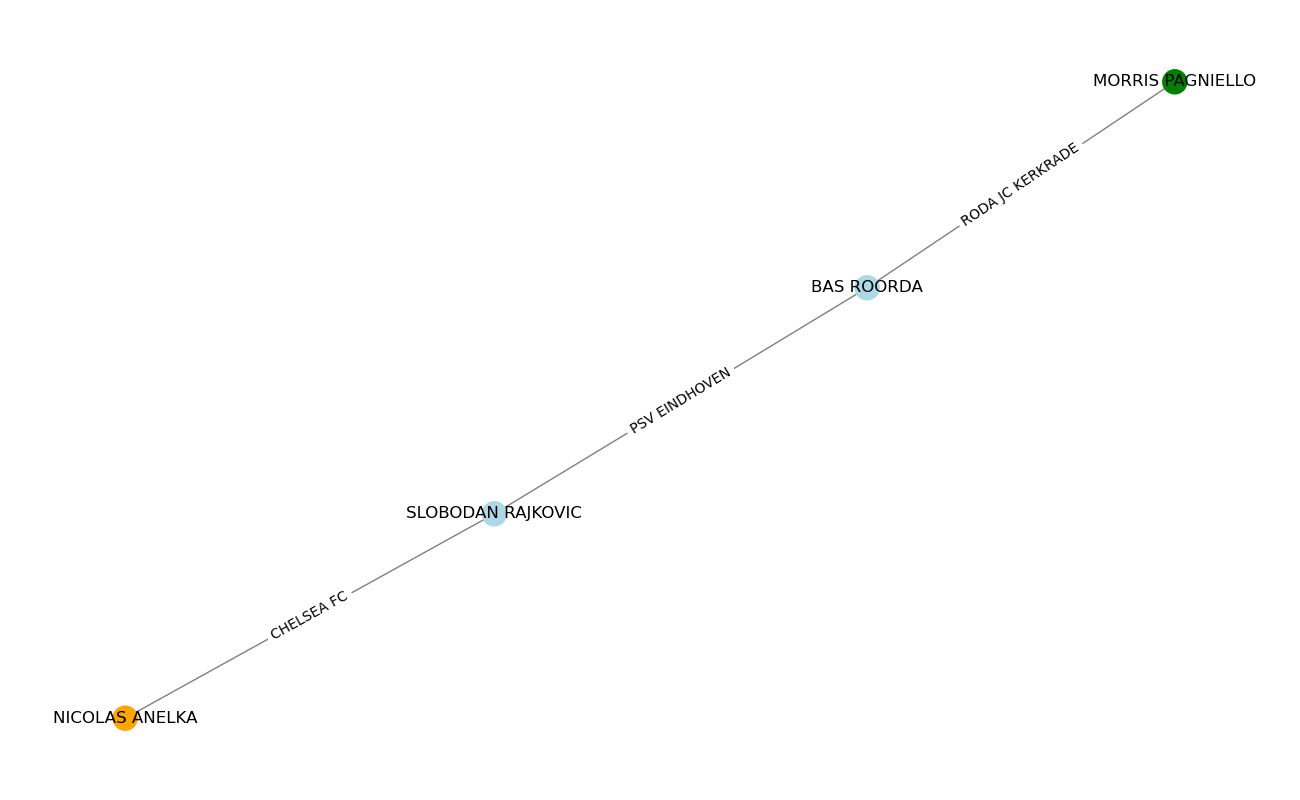 MORRIS PAGNIELLO
RODA JC KERKRADE
BAS ROORDA
PSV EINDHOVEN
SLOBODAN RAJKOVIC
CHELSEA FC
NICOLAS ANELKA